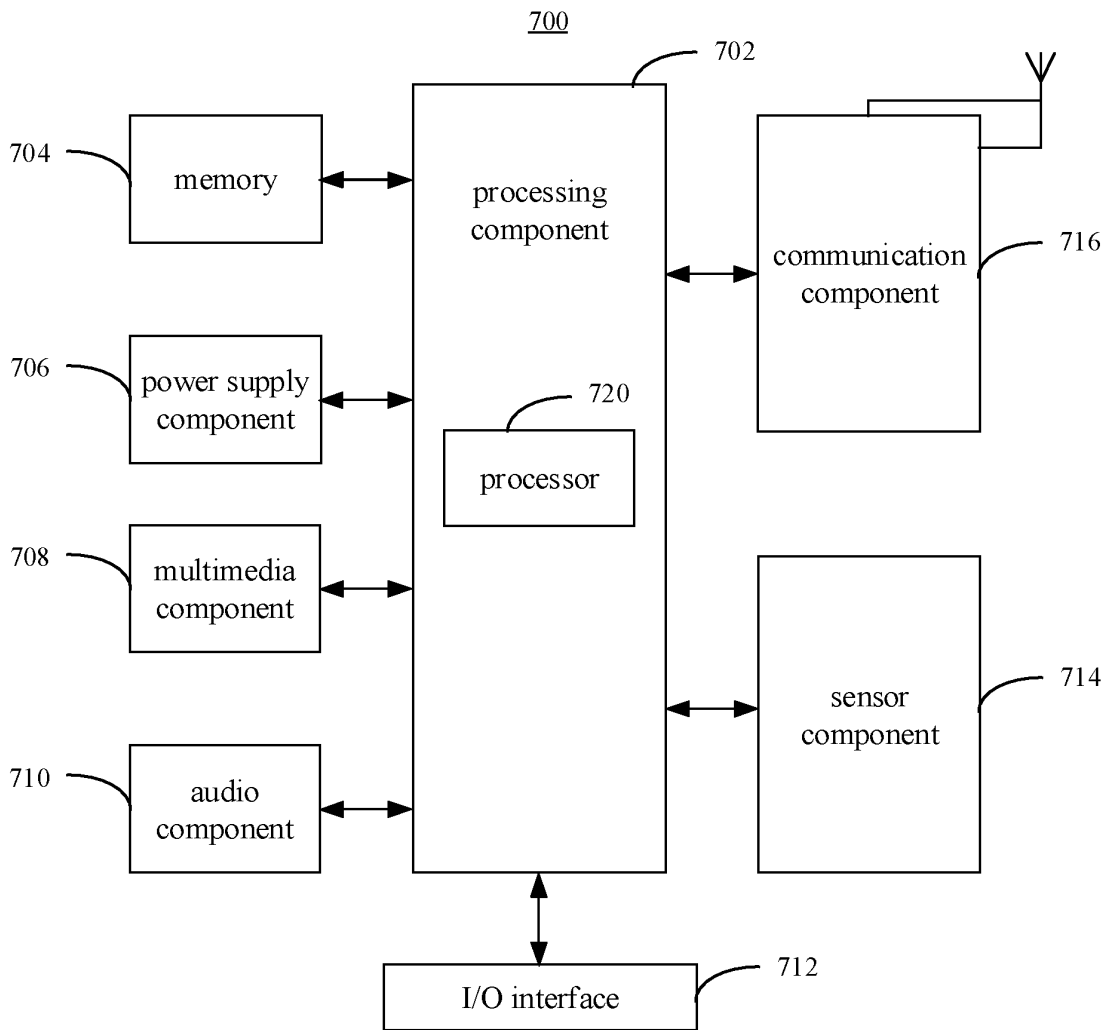 700
702
704
memory
processing
component
communication
component
716
706
power supply
component
720
processor
708
multimedia
component
sensor
component
714
710
audio
component
I/O interface
712